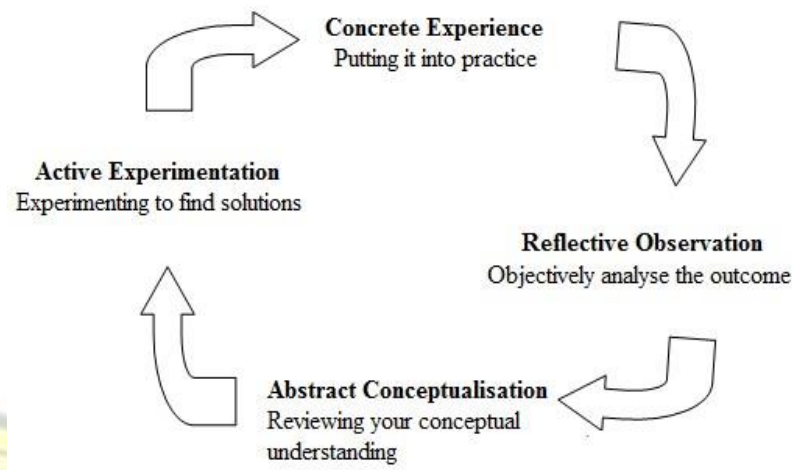 Concrete Experience
Putting it into practice
Active Experimentation
Experimenting to find solutions
Reflective Observation
Objectively analyse the outcome
Abstract Conceptualisation
Reviewing your conceptual
understanding